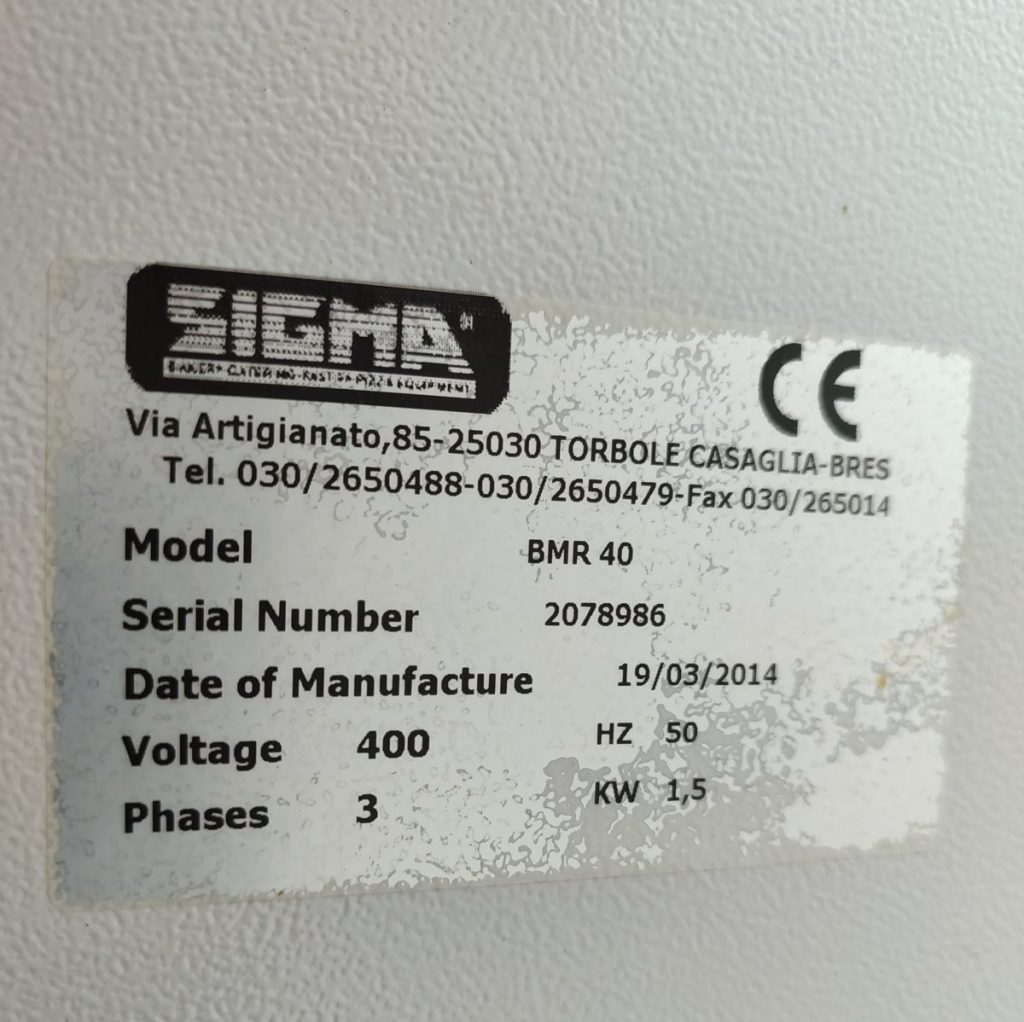 SIGMA
Via Artigianato,85-25030 TORBOLE CASAGLIA-BRES
Tel. 030/2650488-030/2650479-Fax 030/265014
CE
Model BMR 40
Serial Number 2078986
Date of Manufacture 19/03/2014
Voltage 400 HZ 50
Phases 3 KW 1,5